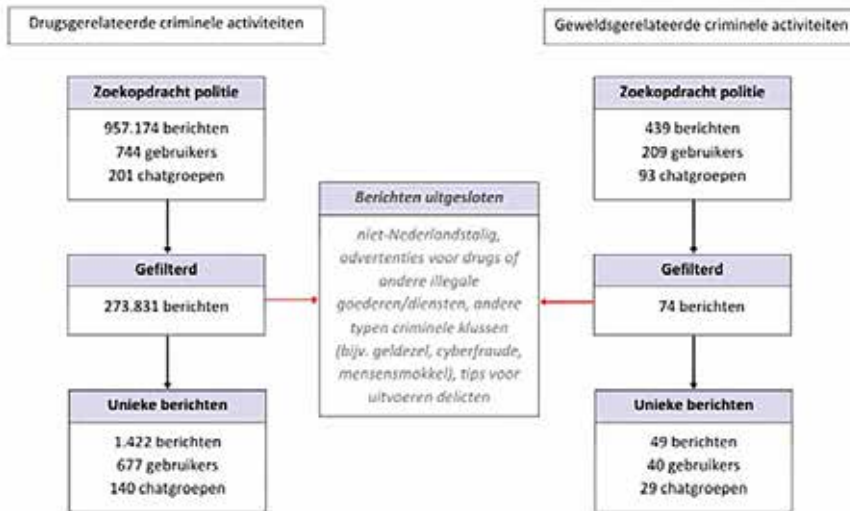 Drugsgerelateerde criminele activiteiten
Zoekopdracht politie
957.174 berichten
744 gebruikers
201 chatgroepen
Gefilterd
273.831 berichten
Unieke berichten
1.422 berichten
677 gebruikers
140 chatgroepen
Berichten uitgesloten
niet-Nederlandstalig,
advertenties voor drugs of
andere illegale
goederen/diensten, andere
typen criminele klussen
(bijv. geldezel, cyberfraude,
mensensmokkel), tips voor
uitvoeren delicten
Geweldsgerelateerde criminele activiteiten
Zoekopdracht politie
439 berichten
209 gebruikers
93 chatgroepen
Gefilterd
74 berichten
Unieke berichten
49 berichten
40 gebruikers
29 chatgroepen